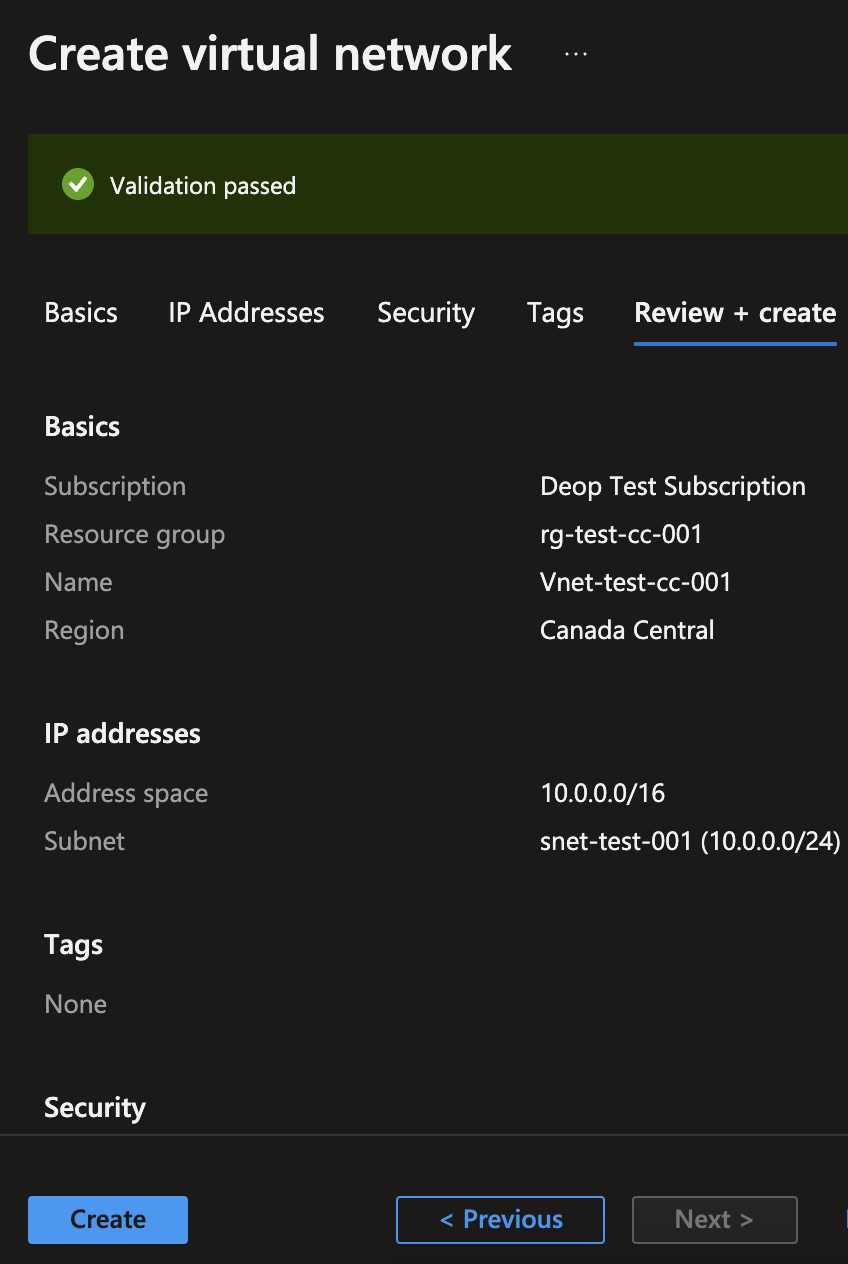 Create virtual network ...
Validation passed
Basics IP Addresses Security Tags Review + create
Basics
Subscription Deop Test Subscription
Resource group rg-test-cc-001
Name Vnet-test-cc-001
Region Canada Central
IP addresses
Address space 10.0.0.0/16
Subnet snet-test-001 (10.0.0.0/24)
Tags
None
Security
Create < Previous Next >